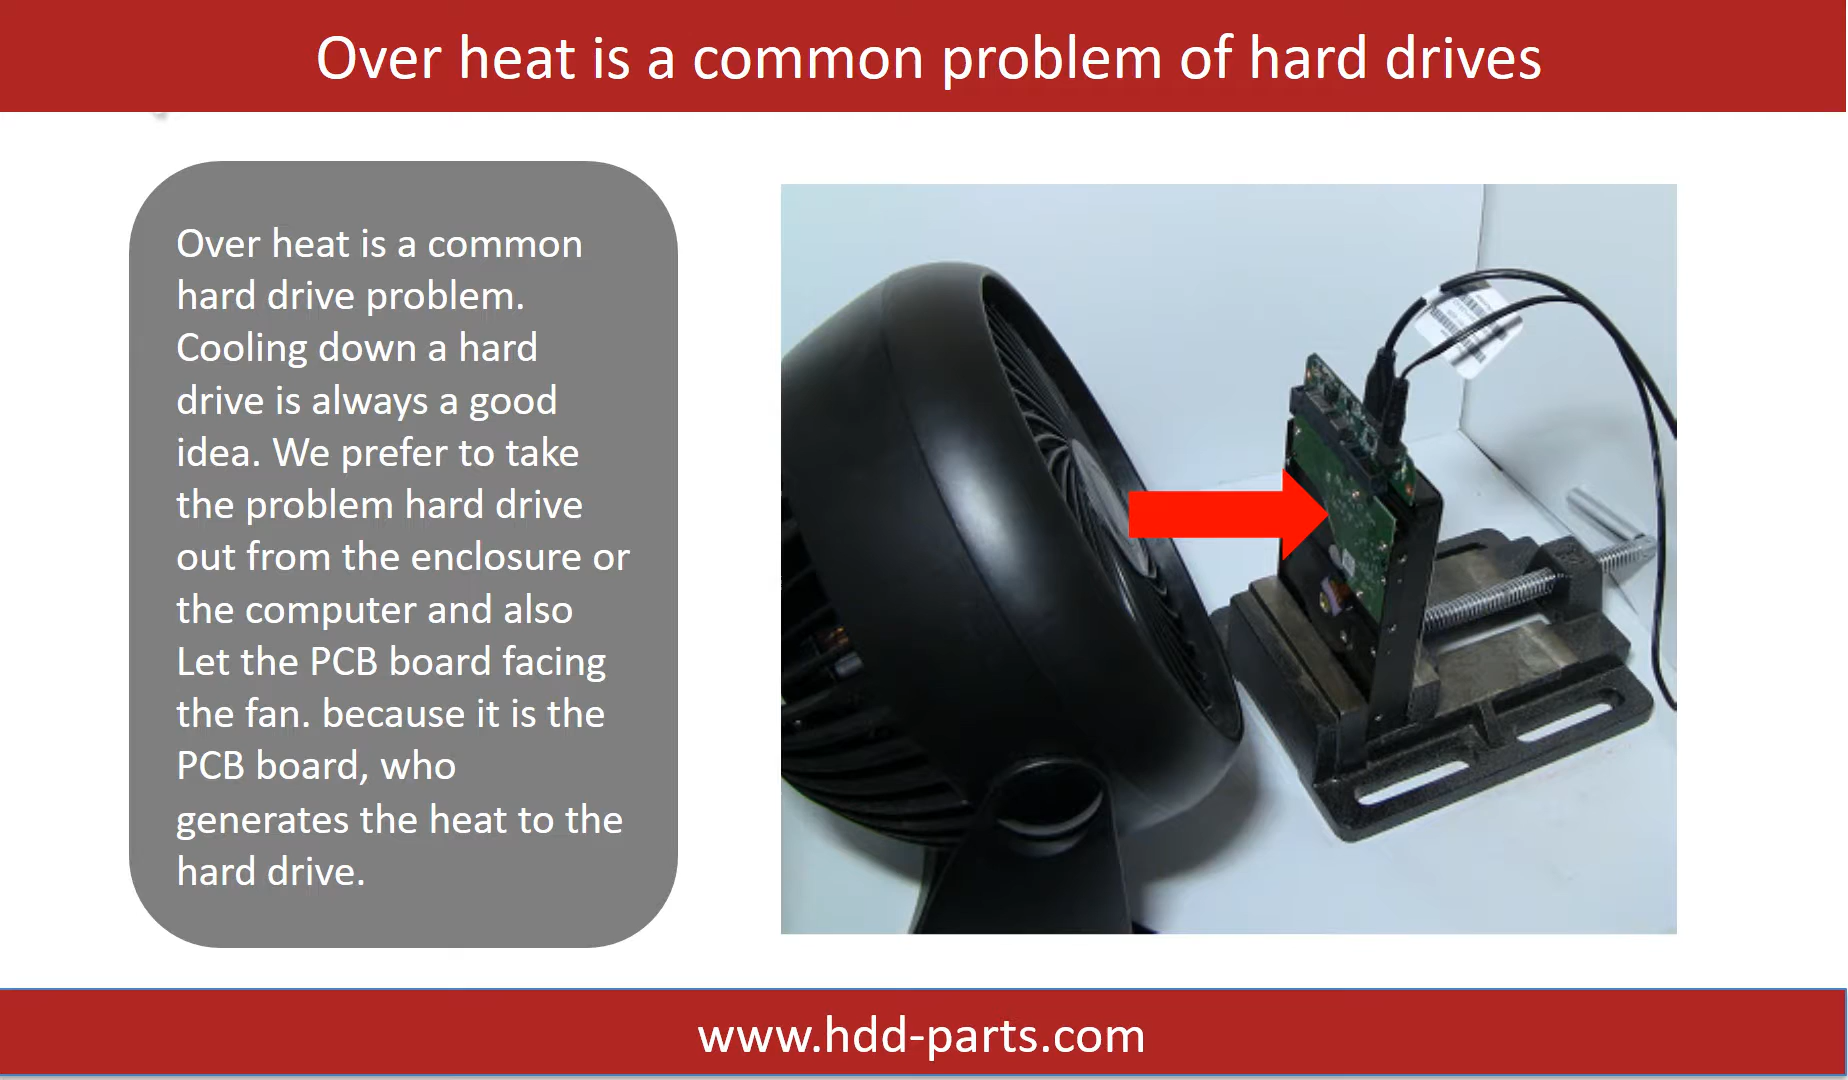 Over heat is a common problem of hard drives
Over heat is a common
hard drive problem.
Cooling down a hard
drive is always a good
idea. We prefer to take
the problem hard drive
out from the enclosure or
the computer and also
Let the PCB board facing
the fan. because it is the
PCB board, who
generates the heat to the
hard drive.
www.hdd-parts.com